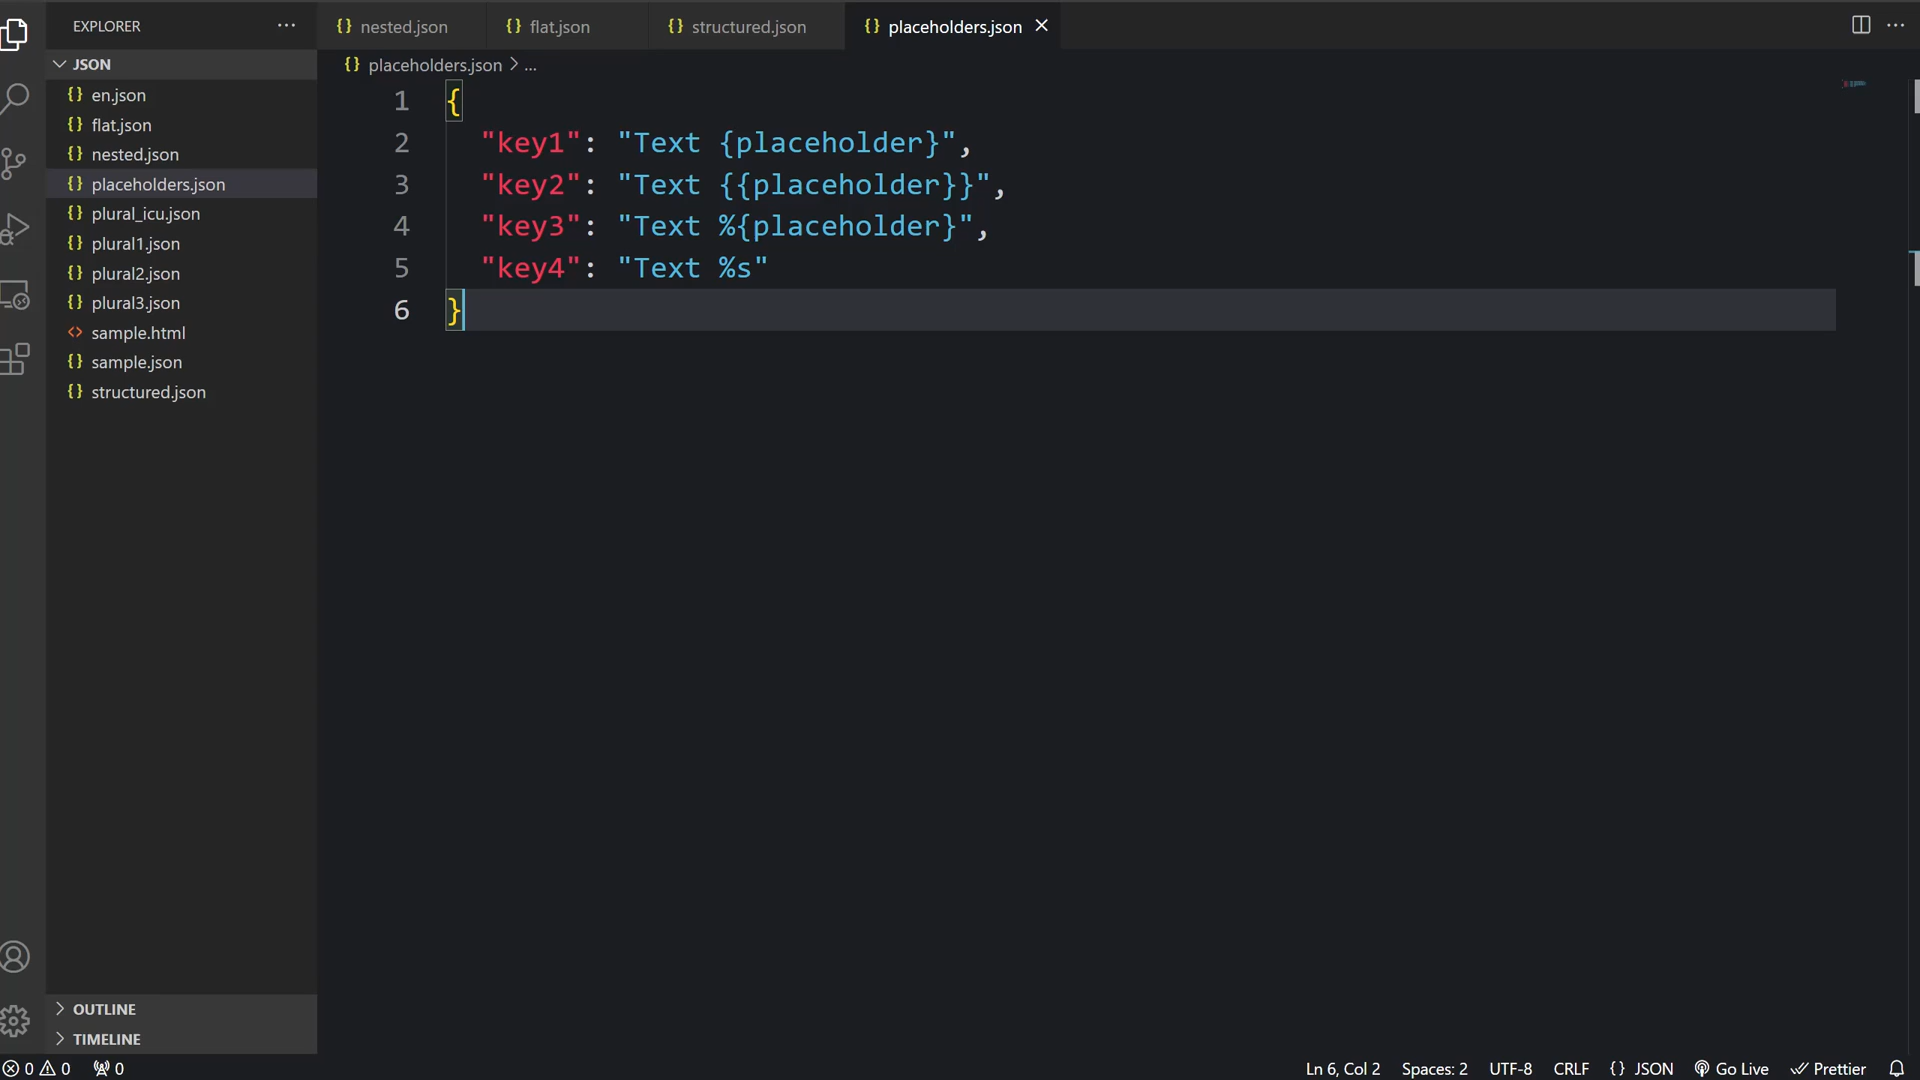 EXPLORER
JSON
en.json
flat.json
nested.json
placeholders.json
plural_icu.json
plural1.json
plural2.json
plural3.json
sample.html
sample.json
structured.json
OUTLINE
TIMELINE
nested.json
flat.json
structured.json
placeholders.json
placeholders.json > ...
1 {
2 "key1": "Text {placeholder}",
3 "key2": "Text {{placeholder}}",
4 "key3": "Text %{placeholder}",
5 "key4": "Text %s"
6 }
0 0 0
Ln 6, Col 2 Spaces: 2 UTF-8 CRLF {} JSON Go Live Prettier